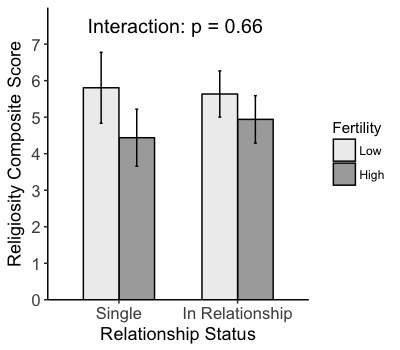 Interaction: p = 0.66
Religiosity Composite Score
7
6
5
4
3
2
1
0
Single
In Relationship
Relationship Status
Fertility
Low
High